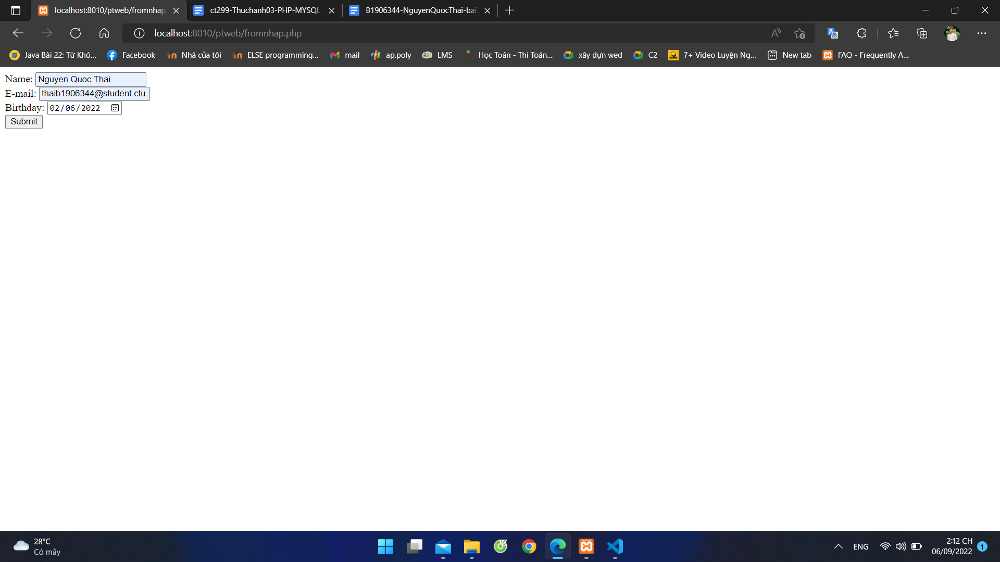 localhost:8010/ptweb/fromnhap.
ct299-Thuchanh03-PHP-MYSQL
B1906344-NguyenQuocThai-bai
localhost:8010/ptweb/fromnhap.php
Java Bài 22: Từ Khó...
Facebook
Nhà của tôi
ELSE programming...
mail
ap.poly
LMS
Học Toán - Thi Toán...
xây dựn wed
C2
7+ Video Luyện Ng...
New tab
FAQ - Frequently A...
Name: Nguyen Quoc Thai
E-mail: thaib1906344@student.ctu.
Birthday: 02/06/2022
Submit
28°C
Có mây
ENG
2:12 CH
06/09/2022
1